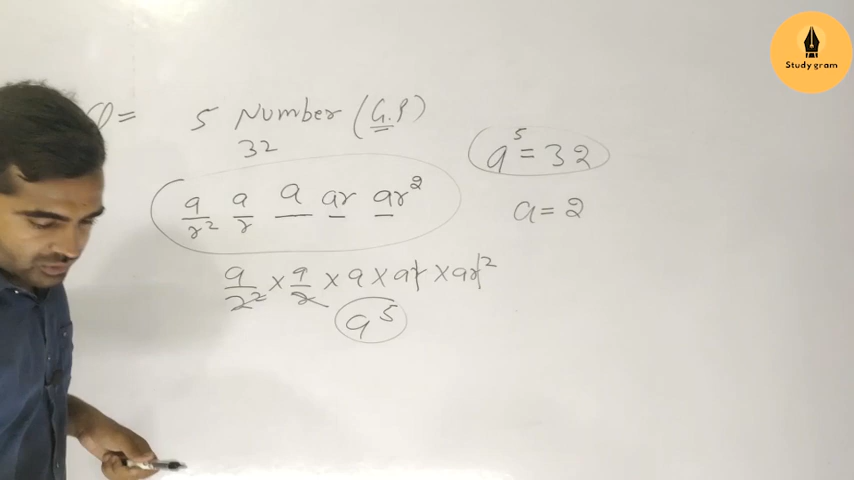 Study gram
Q= 5 Number (G.P)
32
a/r² a/r a ar ar²
a/r² × a/r × a × ar × ar²
a⁵
a⁵ = 32
a = 2